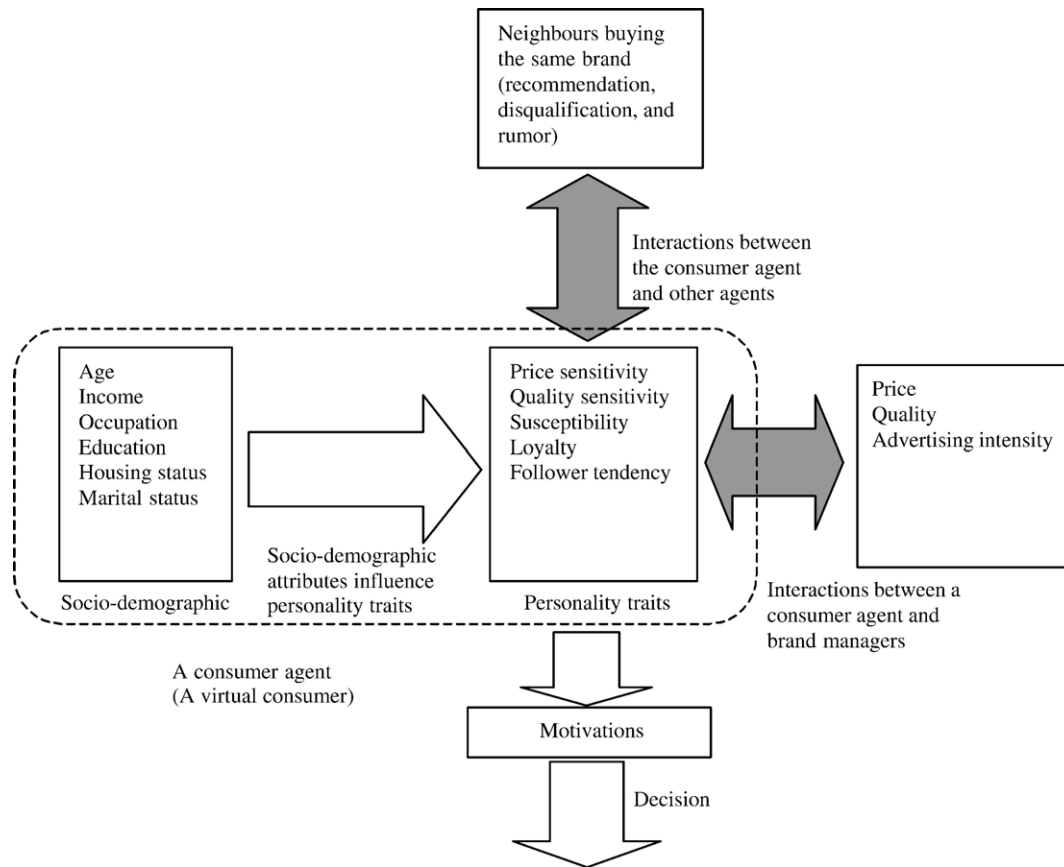 Neighbours buying
the same brand
(recommendation,
disqualification, and
rumor)
Interactions between
the consumer agent
and other agents
Age
Income
Occupation
Education
Housing status
Marital status
Socio-demographic
Socio-demographic
attributes influence
personality traits
Price sensitivity
Quality sensitivity
Susceptibility
Loyalty
Follower tendency
Personality traits
Price
Quality
Advertising intensity
Interactions between a
consumer agent and
brand managers
A consumer agent
(A virtual consumer)
Motivations
Decision